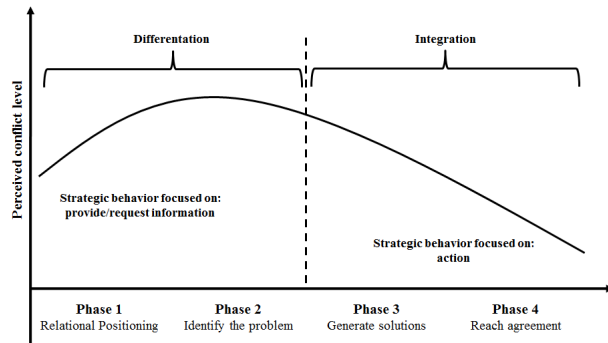 Differentation
Integration
Perceived conflict level
Strategic behavior focused on:
provide/request information
Strategic behavior focused on:
action
Phase 1
Relational Positioning
Phase 2
Identify the problem
Phase 3
Generate solutions
Phase 4
Reach agreement